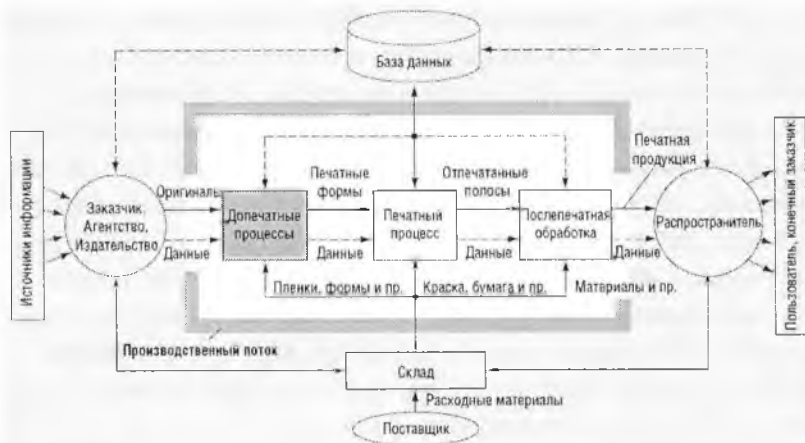 База данных
Источники информации
Заказчик,
Агентство,
Издательство
Оригиналы
Данные
Допечатные
процессы
Печатные
формы
Данные
Печатный
процесс
Отпечатанные
полосы
Данные
Послепечатная
обработка
Печатная
продукция
Данные
Распространитель
Пользователь, конечный заказчик
Пленки, формы и пр.
Краска, бумага и пр.
Материалы и пр.
Производственный поток
Склад
Расходные материалы
Поставщик